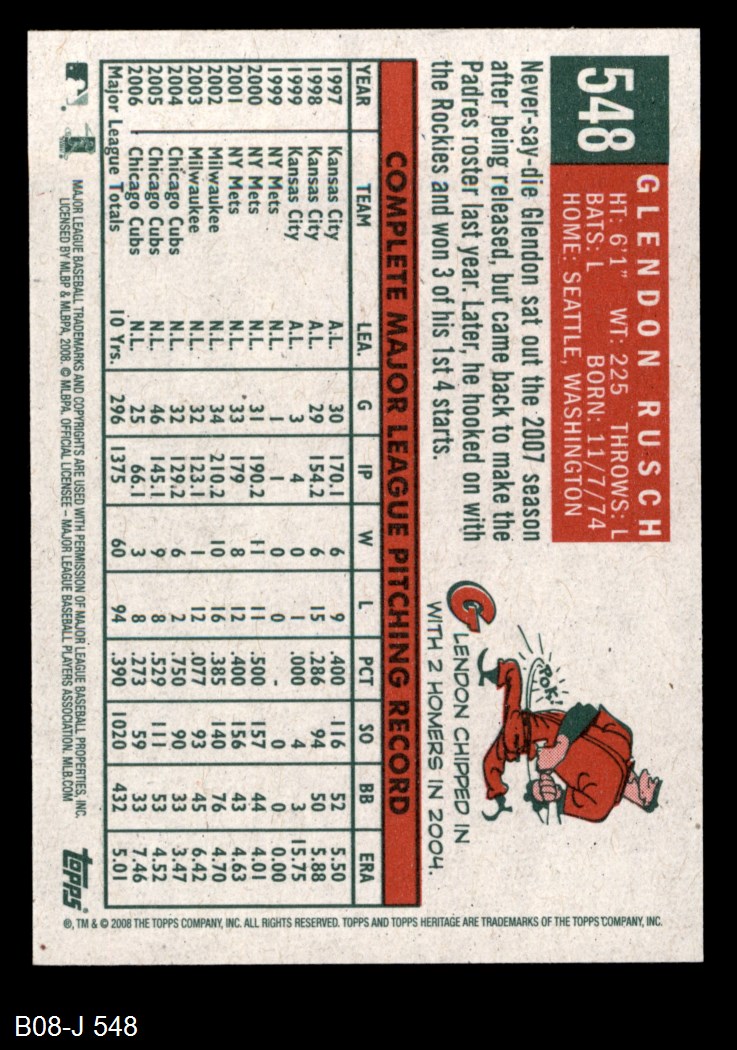 548
GLENDON RUSCH
HT: 6'1" WT: 225 THROWS: L
BATS: L BORN: 11/7/74
HOME: SEATTLE, WASHINGTON
Never-say-die Glendon sat out the 2007 season
after being released, but came back to make the
Padres roster last year. Later, he hooked on with
the Rockies and won 3 of his 1st 4 starts.
POK!
GLENDON CHIPPED IN
WITH 2 HOMERS IN 2004.
COMPLETE MAJOR LEAGUE PITCHING RECORD
YEAR TEAM LEA. G IP W L PCT SO BB ERA
1997 Kansas City A.L. 30 170.1 6 9 .400 116 52 5.50
1998 Kansas City A.L. 29 154.2 6 15 .286 94 50 5.88
1999 Kansas City A.L. 3 4 0 1 .000 4 3 15.75
1999 NY Mets N.L. 1 1 0 0 - 0 0 0.00
2000 NY Mets N.L. 31 190.2 11 11 .500 157 44 4.01
2001 NY Mets N.L. 33 179 8 12 .400 156 43 4.63
2002 Milwaukee N.L. 34 210.2 10 16 .385 140 76 4.70
2003 Milwaukee N.L. 32 123.1 1 12 .077 93 45 6.42
2004 Chicago Cubs N.L. 32 129.2 6 2 .750 90 33 3.47
2005 Chicago Cubs N.L. 46 145.1 9 8 .529 111 53 4.52
2006 Chicago Cubs N.L. 25 66.1 3 8 .273 59 33 7.46
Major League Totals 10 Yrs. 296 1375 60 94 .390 1020 432 5.01
MAJOR LEAGUE BASEBALL TRADEMARKS AND COPYRIGHTS ARE USED WITH PERMISSION OF MAJOR LEAGUE BASEBALL PROPERTIES, INC.
LICENSED BY MLBP & MLBPA, 2008. © MLBPA. OFFICIAL LICENSEE – MAJOR LEAGUE BASEBALL PLAYERS ASSOCIATION. MLB.COM
topps®
®, TM & © 2008 THE TOPPS COMPANY, INC. ALL RIGHTS RESERVED. TOPPS AND TOPPS HERITAGE ARE TRADEMARKS OF THE TOPPS COMPANY, INC.
B08-J 548